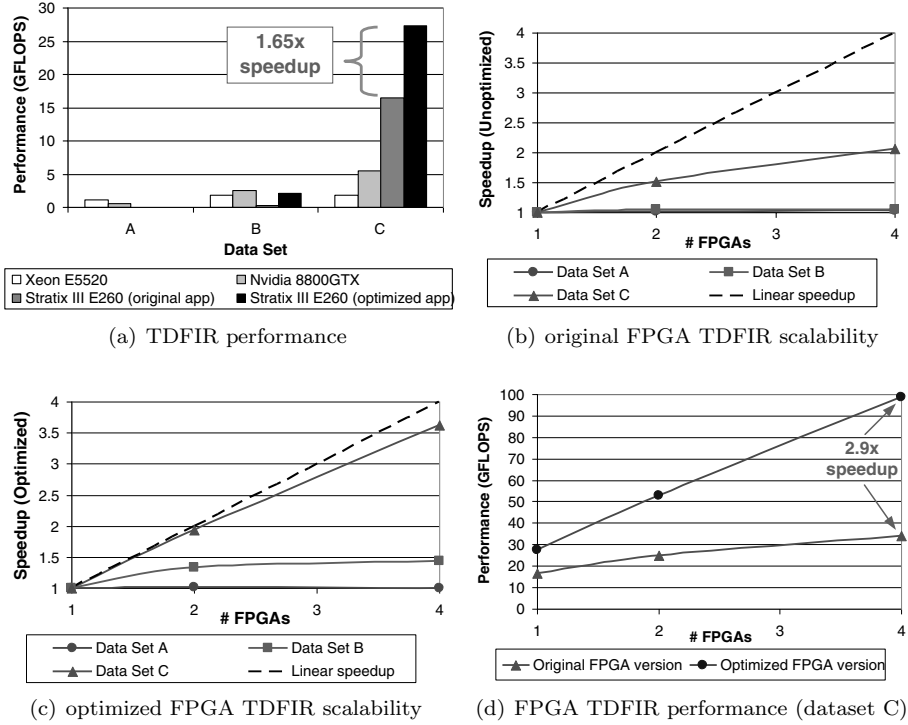 30
25
20
15
10
5
0
Performance (GFLOPS)
1.65x
speedup
A B C
Data Set
Xeon E5520 Nvidia 8800GTX
Stratix III E260 (original app) Stratix III E260 (optimized app)
(a) TDFIR performance
4
3.5
3
2.5
2
1.5
1
Speedup (Unoptimized)
1 2 3 4
# FPGAs
Data Set A Data Set B
Data Set C Linear speedup
(b) original FPGA TDFIR scalability
4
3.5
3
2.5
2
1.5
1
Speedup (Optimized)
1 2 3 4
# FPGAs
Data Set A Data Set B
Data Set C Linear speedup
(c) optimized FPGA TDFIR scalability
100
90
80
70
60
50
40
30
20
10
0
Performance (GFLOPS)
2.9x
speedup
1 2 3 4
# FPGAs
Original FPGA version Optimized FPGA version
(d) FPGA TDFIR performance (dataset C)